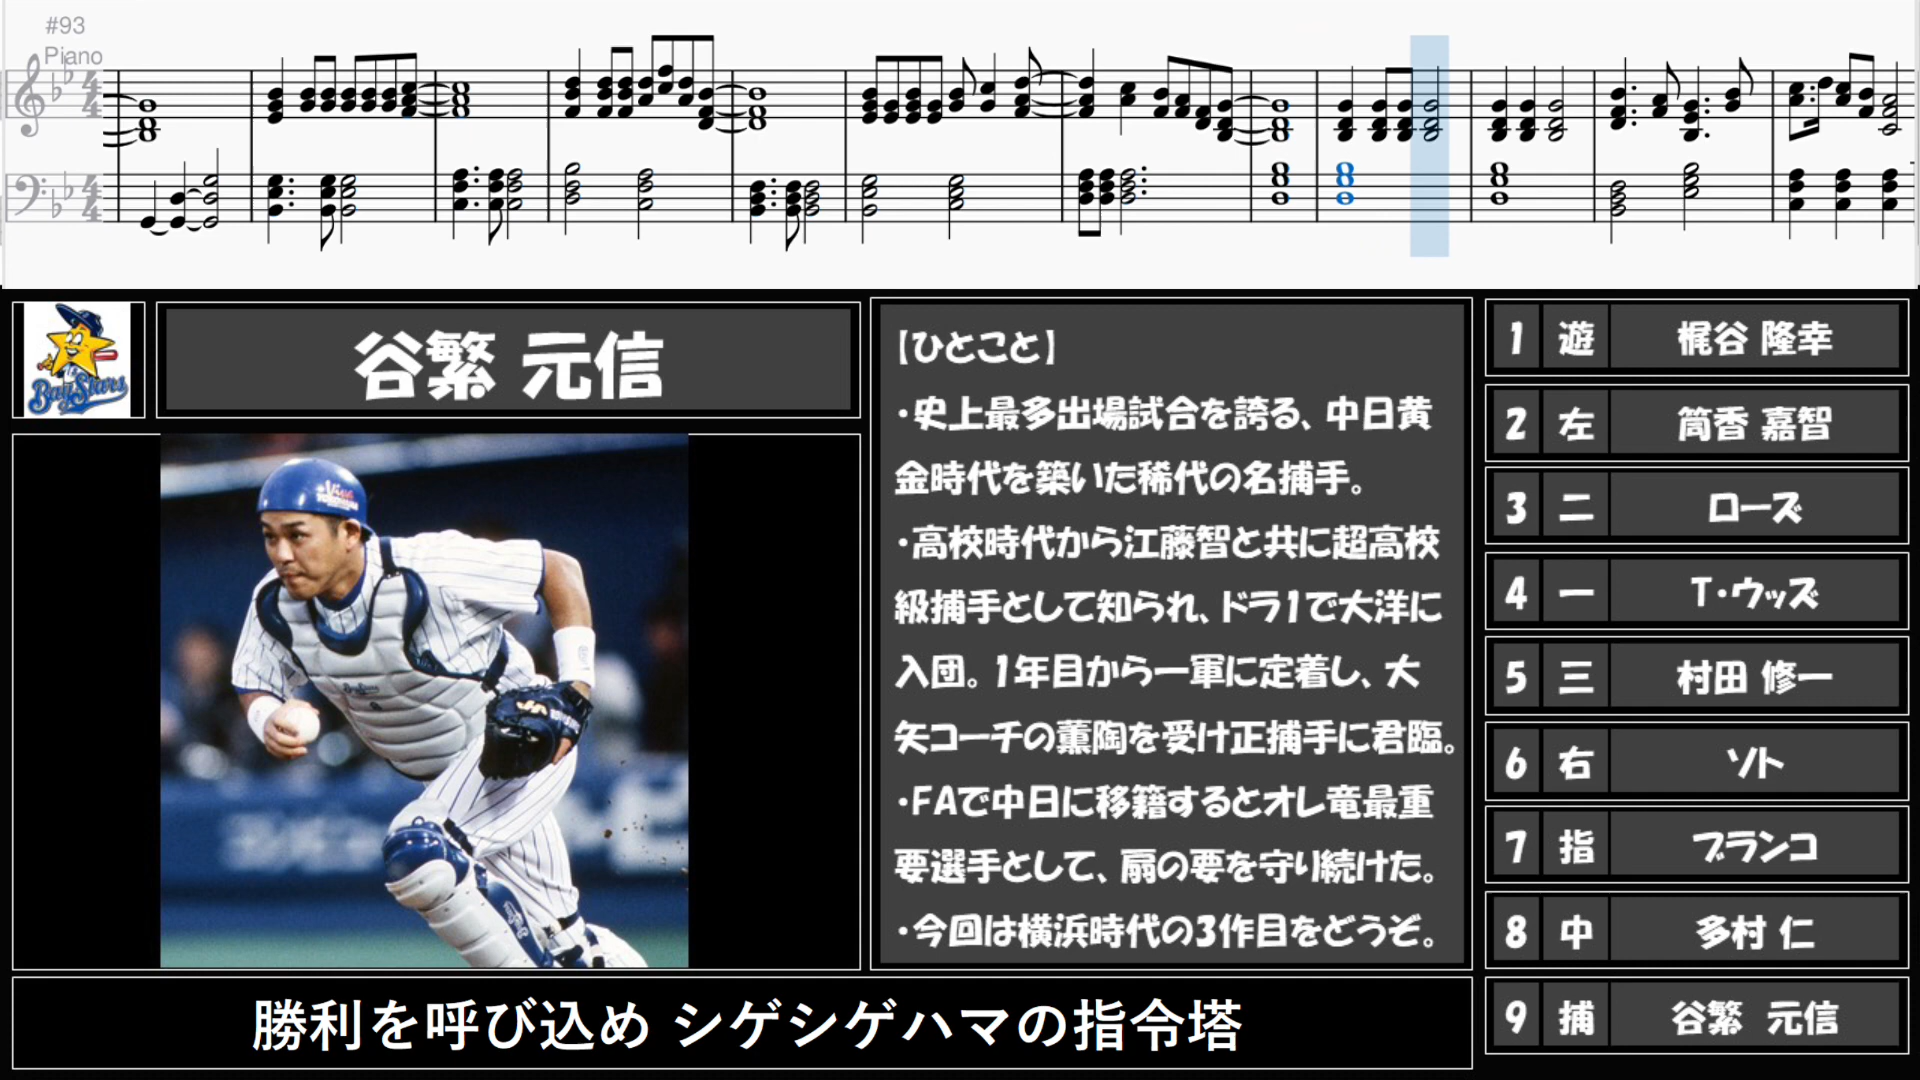 #93
Piano
BayStars
谷繁 元信
【ひとこと】
・史上最多出場試合を誇る、中日黄
金時代を築いた稀代の名捕手。
・高校時代から江藤智と共に超高校
級捕手として知られ、ドラ1で大洋に
入団。1年目から一軍に定着し、大
矢コーチの薫陶を受け正捕手に君臨。
・FAで中日に移籍するとオレ竜最重
要選手として、扇の要を守り続けた。
・今回は横浜時代の3作目をどうぞ。
1 遊 梶谷 隆幸
2 左 筒香 嘉智
3 二 ローズ
4 一 T・ウッズ
5 三 村田 修一
6 右 ソト
7 指 ブランコ
8 中 多村 仁
9 捕 谷繁 元信
勝利を呼び込め シゲシゲハマの指令塔